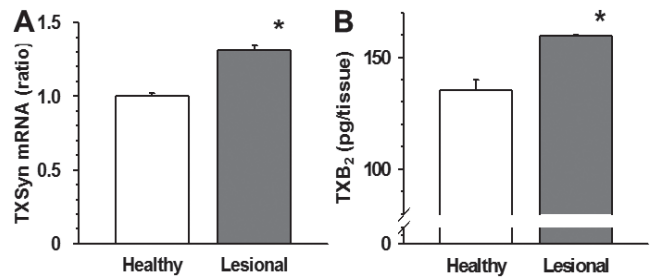 A
TXSyn mRNA (ratio)
1.5
1.0
0.5
0
*
Healthy Lesional
B
TXB2 (pg/tissue)
150
100
0
*
Healthy Lesional